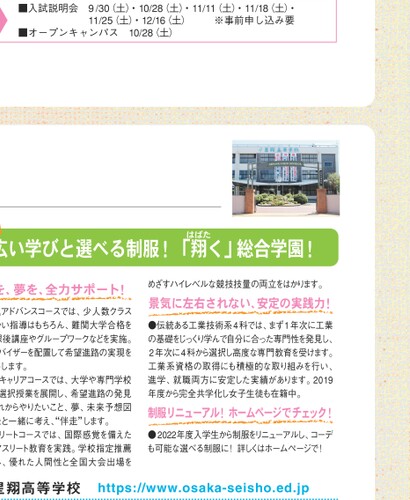 ■入試説明会　9/30（土）・10/28（土）・11/11（土）・11/18（土）・
11/25（土）・12/16（土）　※事前申し込み要
■オープンキャンパス　10/28（土）
広い学びと選べる制服！「翔く」総合学園！
はばた
を、夢を、全力サポート！
アドバンスコースでは、少人数クラス
い指導はもちろん、難関大学合格を
課後講座やグループワークなどを実施。
バイザーを配置して希望進路の実現を
します。
キャリアコースでは、大学や専門学校
選択授業を展開し、希望進路の発見
れからやりたいこと、夢、未来予想図
と一緒に考え、“伴走”します。
リートコースでは、国際感覚を備えた
スリート教育を実践。学校指定推薦
、優れた人間性と全国大会出場を
めざすハイレベルな競技技量の両立をはかります。
景気に左右されない、安定の実践力！
●伝統ある工業技術系4科では、まず1年次に工業
の基礎をじっくり学んで自分に合った専門性を発見し、
2年次に4科から選択し高度な専門教育を受けます。
工業系資格の取得にも積極的な取り組みを行い、
進学、就職両方に安定した実績があります。2019
年度から完全共学化し女子生徒も在籍中。
制服リニューアル！ ホームページでチェック！
●2022年度入学生から制服をリニューアルし、コーデ
も可能な選べる制服に！ 詳しくはホームページで！
星翔高等学校　https://www.osaka-seisho.ed.jp